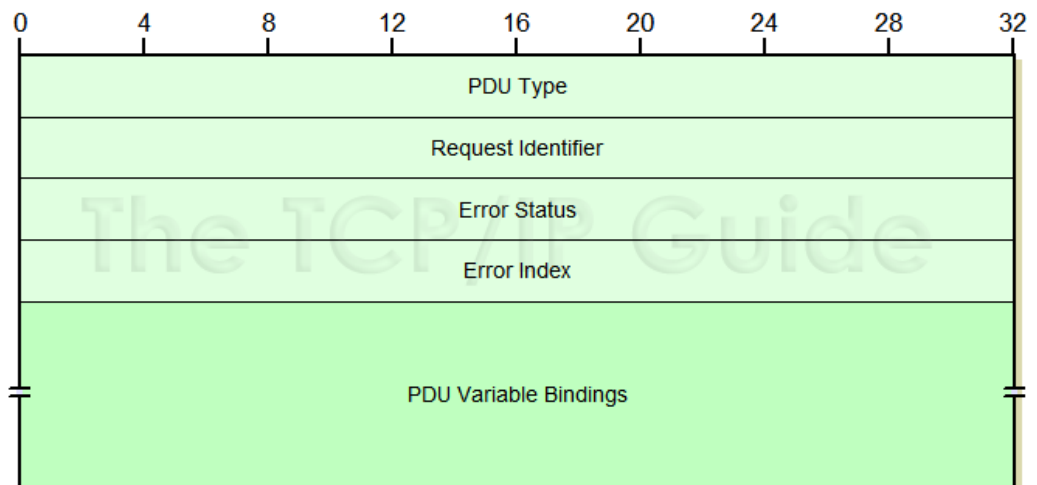 0 4 8 12 16 20 24 28 32
PDU Type
Request Identifier
Error Status
The TCP/IP Guide
Error Index
PDU Variable Bindings